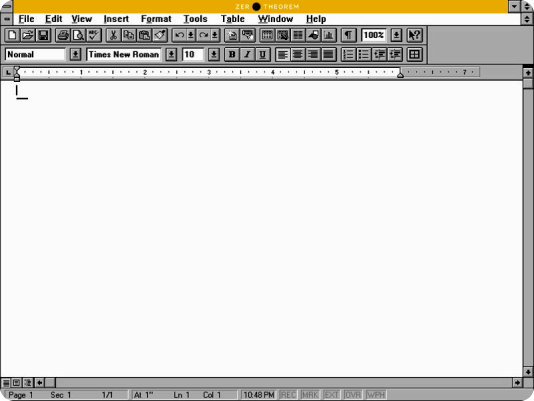 ZER THEOREM
File Edit View Insert Format Tools Table Window Help
100%
Normal Times New Roman 10 B I U
1 2 3 4 5 7
Page 1 Sec 1 1/1 At 1" Ln 1 Col 1 10:48 PM REC MRK EXT OVR WPH